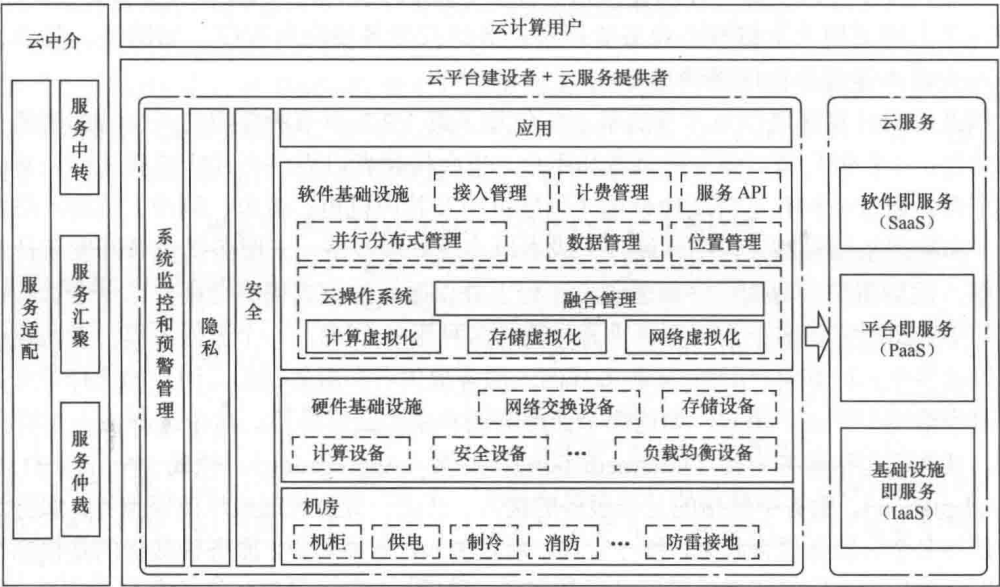 云中介
服务适配
服务中转
服务汇聚
服务仲裁
云计算用户
云平台建设者 + 云服务提供者
系统监控和预警管理
隐私
安全
应用
软件基础设施
接入管理
计费管理
服务 API
并行分布式管理
数据管理
位置管理
云操作系统
融合管理
计算虚拟化
存储虚拟化
网络虚拟化
硬件基础设施
网络交换设备
存储设备
计算设备
安全设备
···
负载均衡设备
机房
机柜
供电
制冷
消防
···
防雷接地
云服务
软件即服务
（SaaS）
平台即服务
（PaaS）
基础设施
即服务
（IaaS）